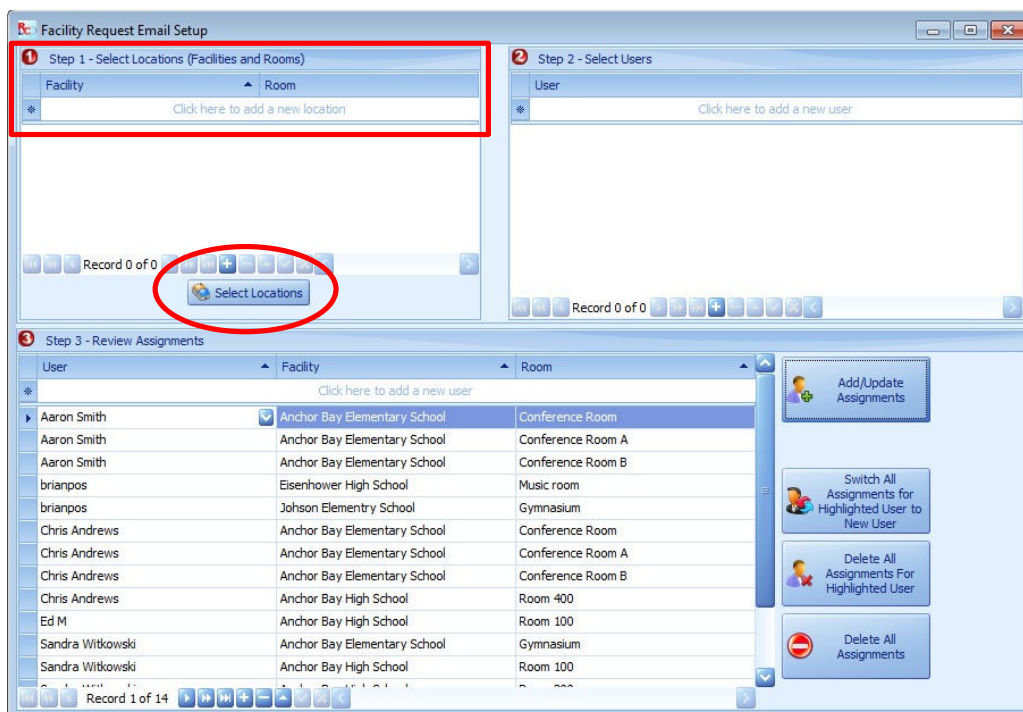 Facility Request Email Setup
1 Step 1 - Select Locations (Facilities and Rooms)
Facility Room
Click here to add a new location
Record 0 of 0
Select Locations
2 Step 2 - Select Users
User
Click here to add a new user
Record 0 of 0
3 Step 3 - Review Assignments
User Facility Room
Click here to add a new user
Aaron Smith Anchor Bay Elementary School Conference Room
Aaron Smith Anchor Bay Elementary School Conference Room A
Aaron Smith Anchor Bay Elementary School Conference Room B
brianpos Eisenhower High School Music room
brianpos Johson Elementry School Gymnasium
Chris Andrews Anchor Bay Elementary School Conference Room
Chris Andrews Anchor Bay Elementary School Conference Room A
Chris Andrews Anchor Bay Elementary School Conference Room B
Chris Andrews Anchor Bay High School Room 400
Ed M Anchor Bay High School Room 100
Sandra Witkowski Anchor Bay Elementary School Gymnasium
Sandra Witkowski Anchor Bay High School Room 100
Record 1 of 14
Add/Update
Assignments
Switch All
Assignments for
Highlighted User to
New User
Delete All
Assignments For
Highlighted User
Delete All
Assignments